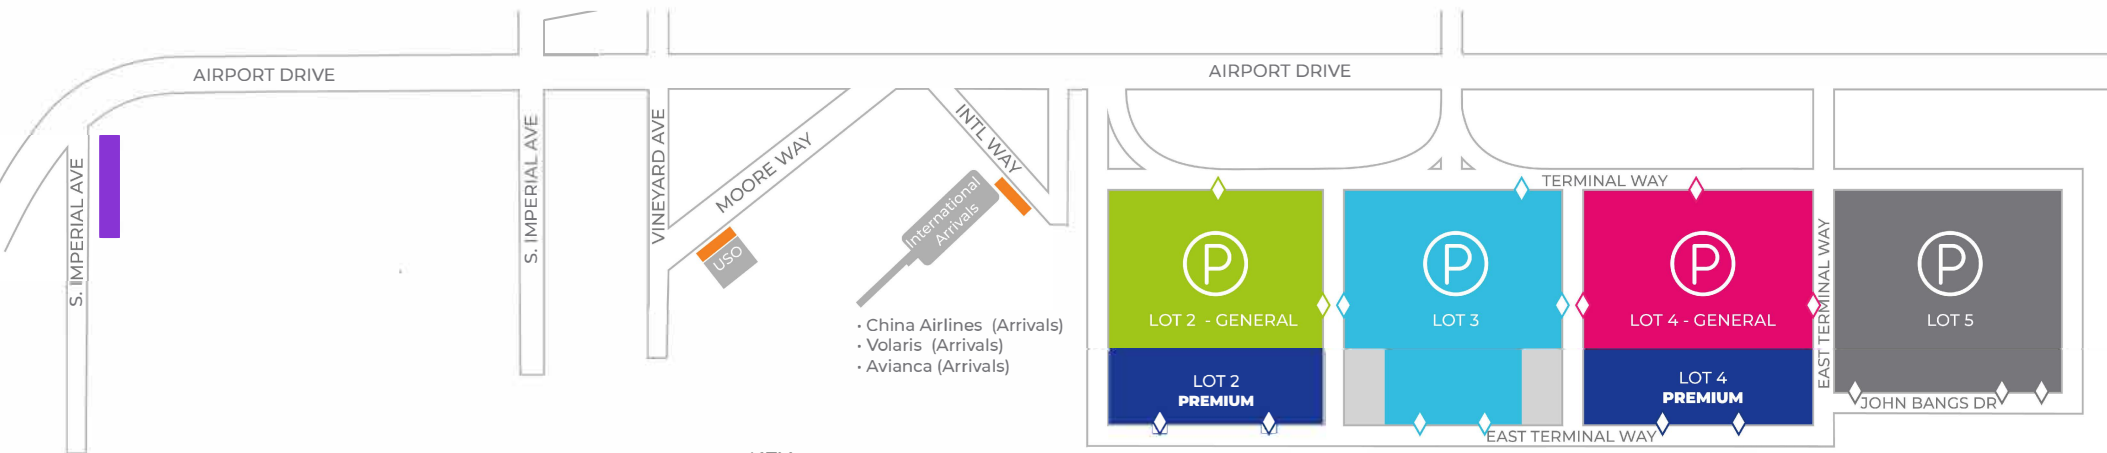 AIRPORT DRIVE
AIRPORT DRIVE
S. IMPERIAL AVE
S. IMPERIAL AVE
VINEYARD AVE
MOORE WAY
INTL WAY
USO
International
Arrivals
• China Airlines (Arrivals)
• Volaris (Arrivals)
• Avianca (Arrivals)
TERMINAL WAY
P
LOT 2 - GENERAL
LOT 2
PREMIUM
P
LOT 3
P
LOT 4 - GENERAL
LOT 4
PREMIUM
EAST TERMINAL WAY
P
LOT 5
JOHN BANGS DR
EAST TERMINAL WAY